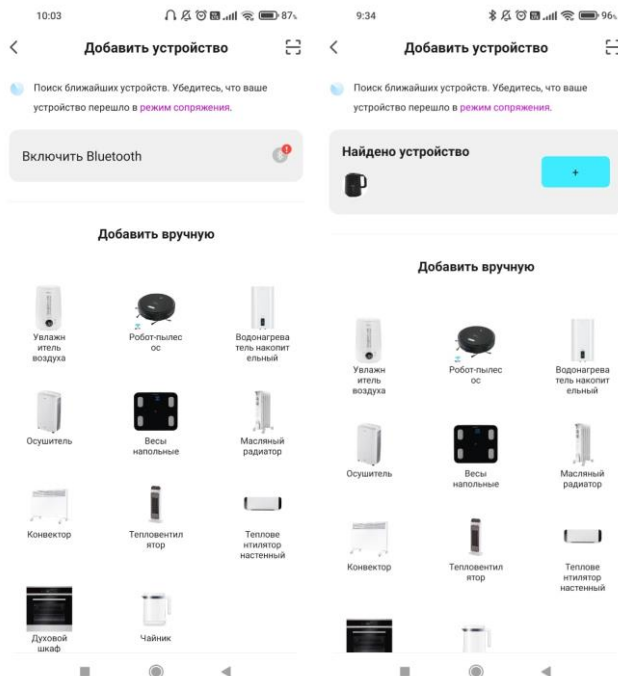 10:03
87%
Добавить устройство
Поиск ближайших устройств. Убедитесь, что ваше
устройство перешло в режим сопряжения.
Включить Bluetooth
Добавить вручную
Увлажн
итель
воздуха
Робот-пылес
ос
Водонагрева
тель накопит
ельный
Осушитель
Весы
напольные
Масляный
радиатор
Конвектор
Тепловентил
ятор
Теплове
нтилятор
настенный
Духовой
шкаф
Чайник
9:34
96%
Добавить устройство
Поиск ближайших устройств. Убедитесь, что ваше
устройство перешло в режим сопряжения.
Найдено устройство
+
Добавить вручную
Увлажн
итель
воздуха
Робот-пылес
ос
Водонагрева
тель накопит
ельный
Осушитель
Весы
напольные
Масляный
радиатор
Конвектор
Тепловентил
ятор
Теплове
нтилятор
настенный